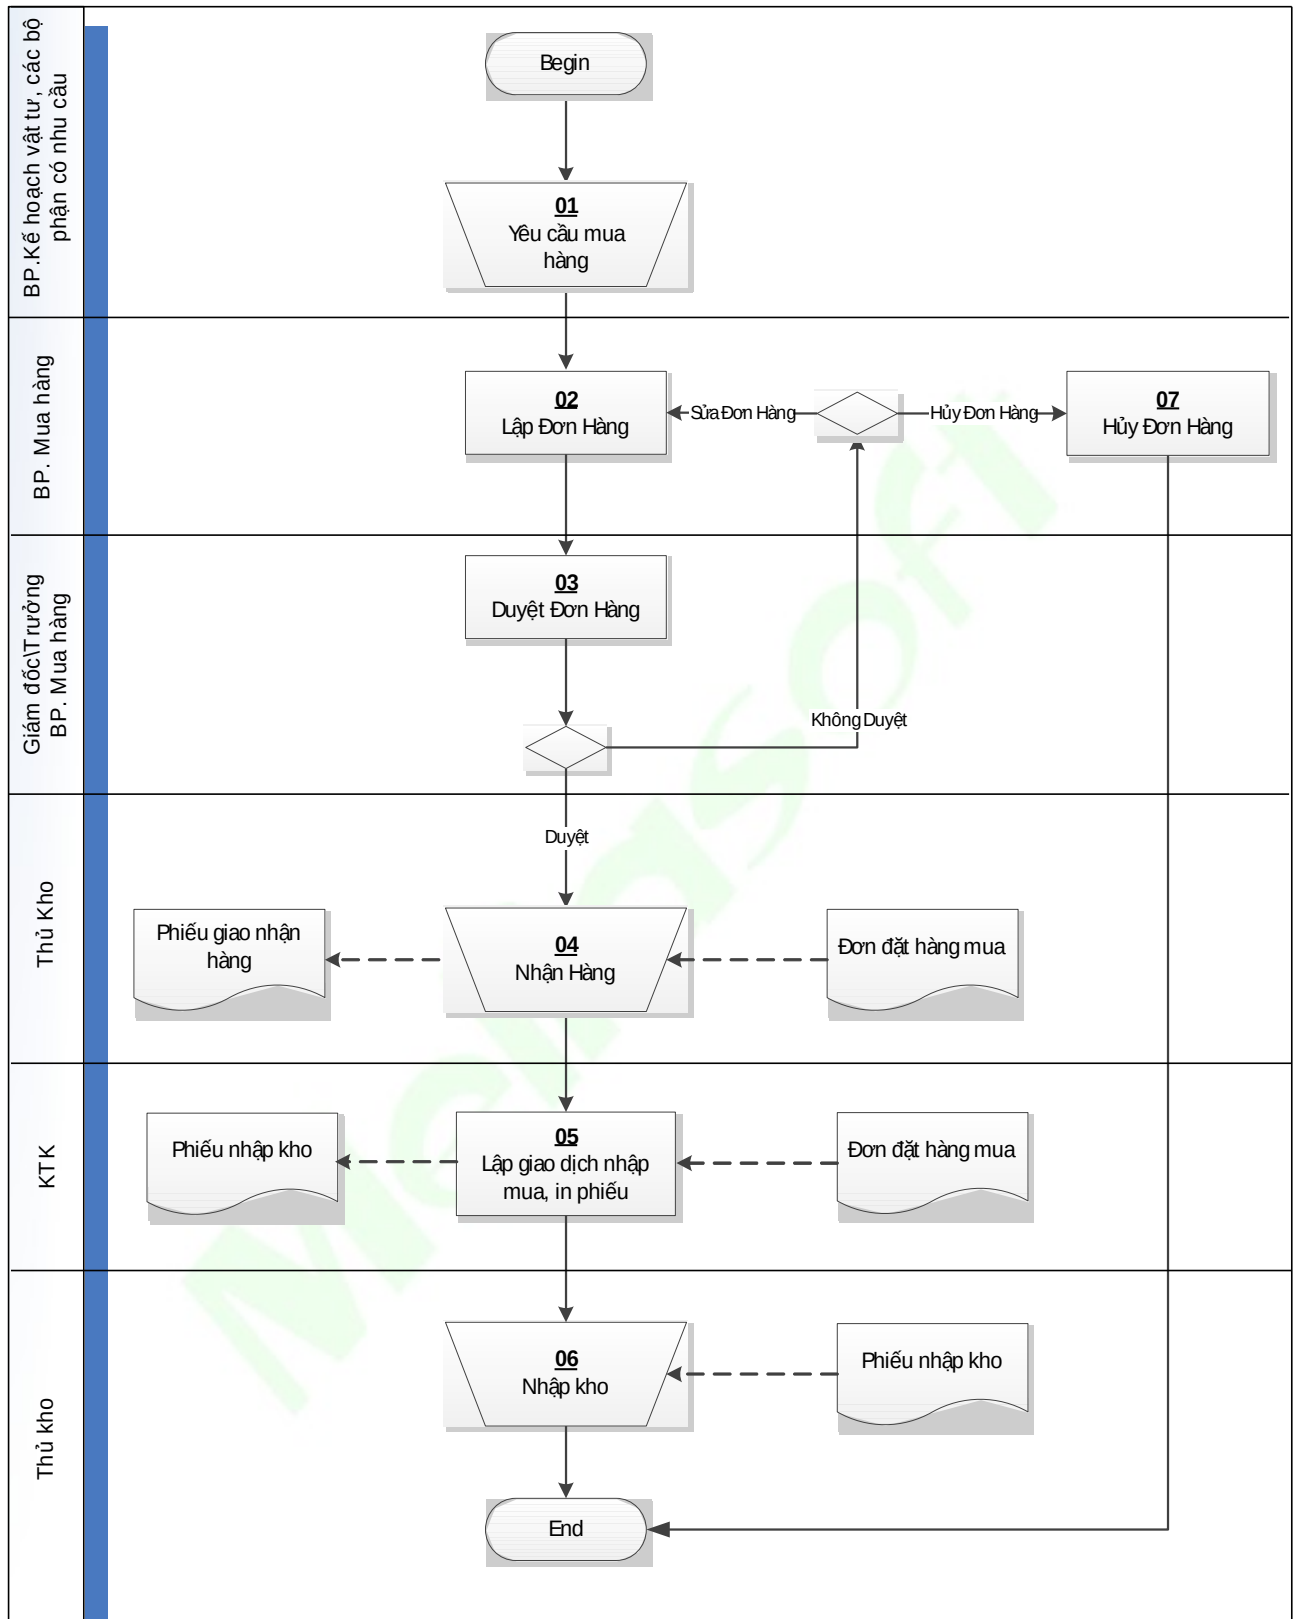 BP.Kế hoạch vật tư, các bộ
phận có nhu cầu
Begin
01
Yêu cầu mua
hàng
BP. Mua hàng
02
Lập Đơn Hàng
Sửa Đơn Hàng
Hủy Đơn Hàng
07
Hủy Đơn Hàng
Giám đốc\Trưởng
BP. Mua hàng
03
Duyệt Đơn Hàng
Không Duyệt
Duyệt
Thủ Kho
Phiếu giao nhận
hàng
04
Nhận Hàng
Đơn đặt hàng mua
KTK
Phiếu nhập kho
05
Lập giao dịch nhập
mua, in phiếu
Đơn đặt hàng mua
Thủ kho
06
Nhập kho
Phiếu nhập kho
End